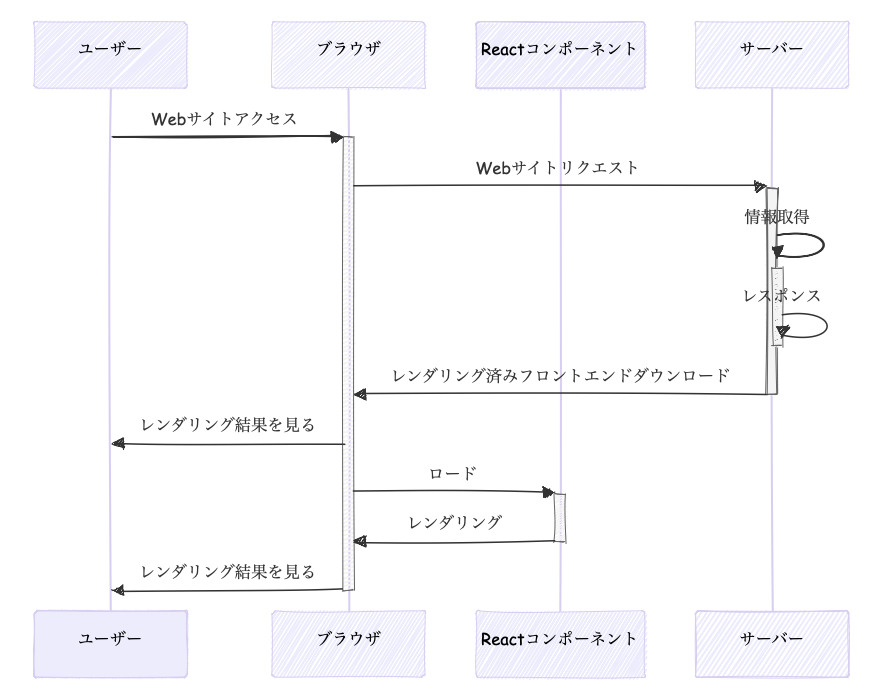 ユーザー
ブラウザ
Reactコンポーネント
サーバー
Webサイトアクセス
Webサイトリクエスト
情報取得
レスポンス
レンダリング済みフロントエンドダウンロード
レンダリング結果を見る
ロード
レンダリング
レンダリング結果を見る
ユーザー
ブラウザ
Reactコンポーネント
サーバー